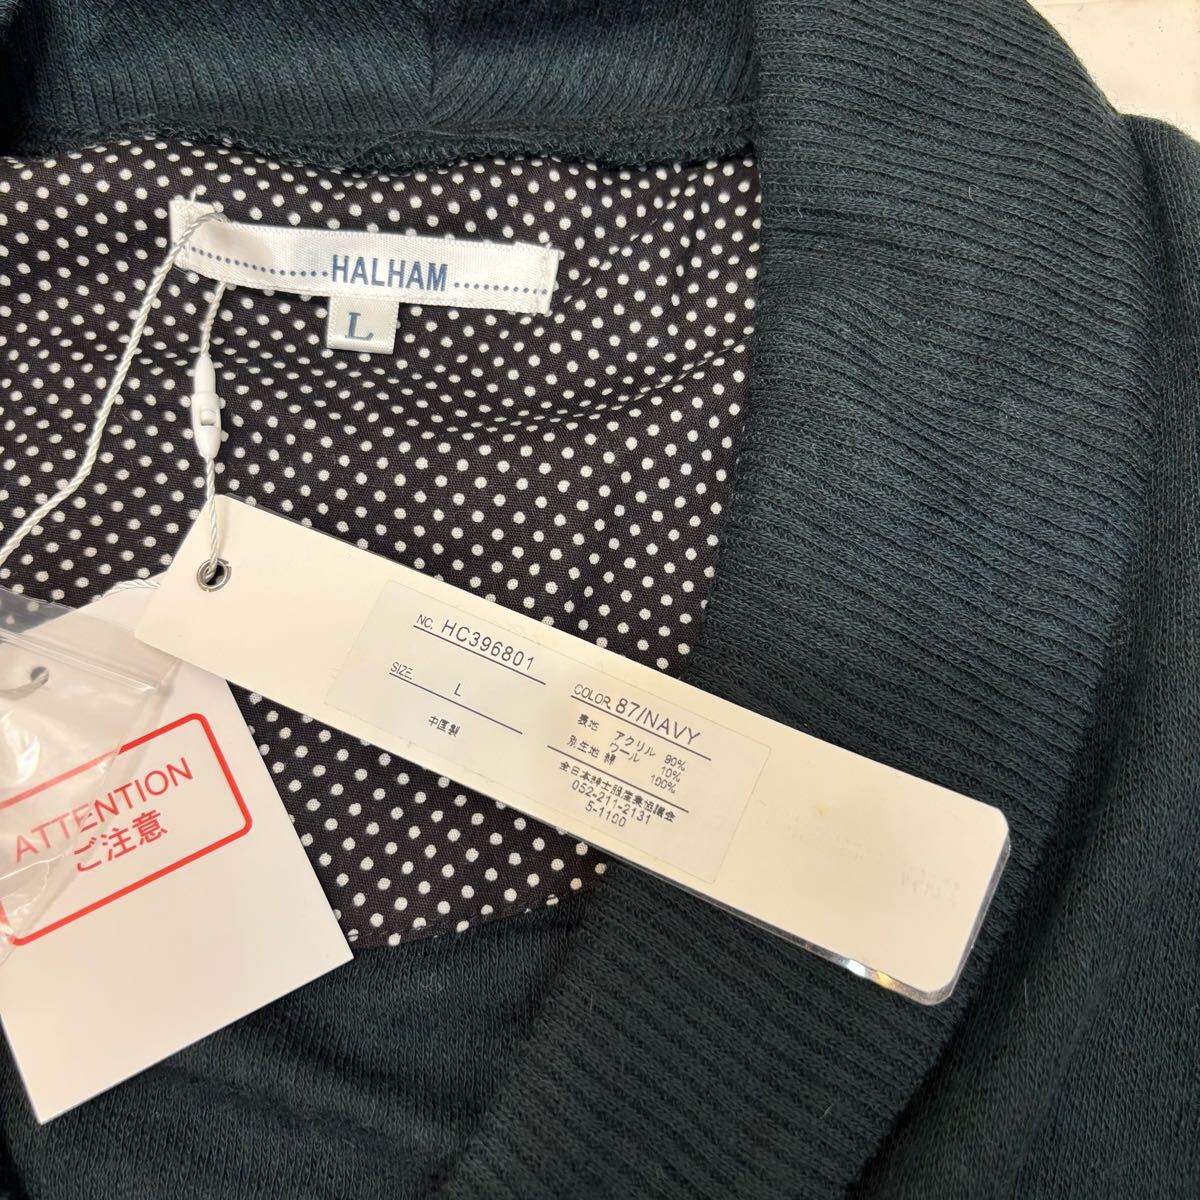 HALHAM
L
NC. HC396801
SIZE
L
中国製
COLOR 87/NAVY
表地 アクリル 90%
ウール 10%
別生地 綿 100%
全日本紳士服産業協議会
052-211-2131
5-1100
ATTENTION
ご注意